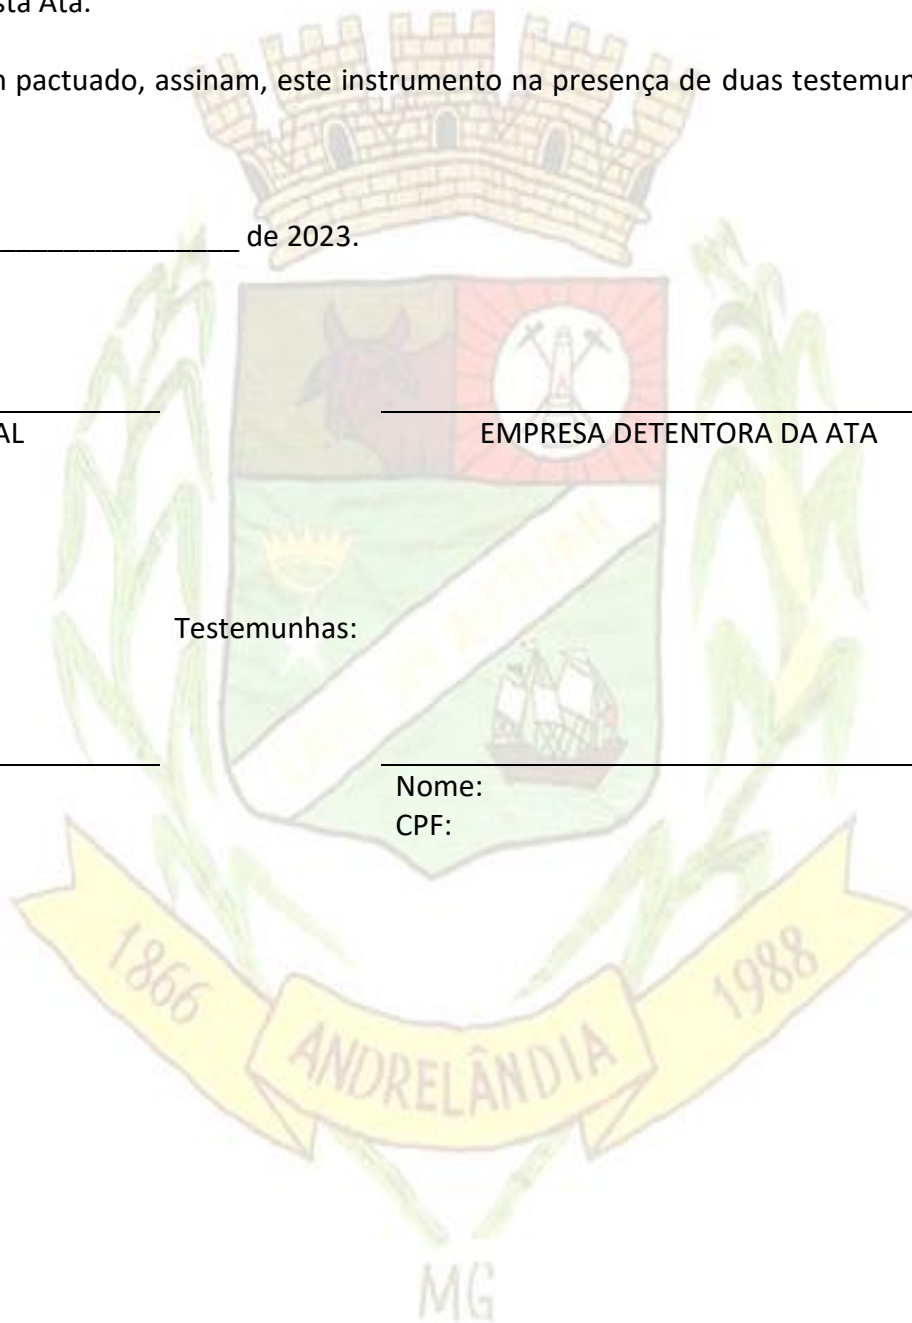 sta Ata.
pactuado, assinam, este instrumento na presença de duas testemun
_______________ de 2023.
AL
EMPRESA DETENTORA DA ATA
Testemunhas:
Nome:
CPF:
1866
ANDRELÂNDIA
1988
MG